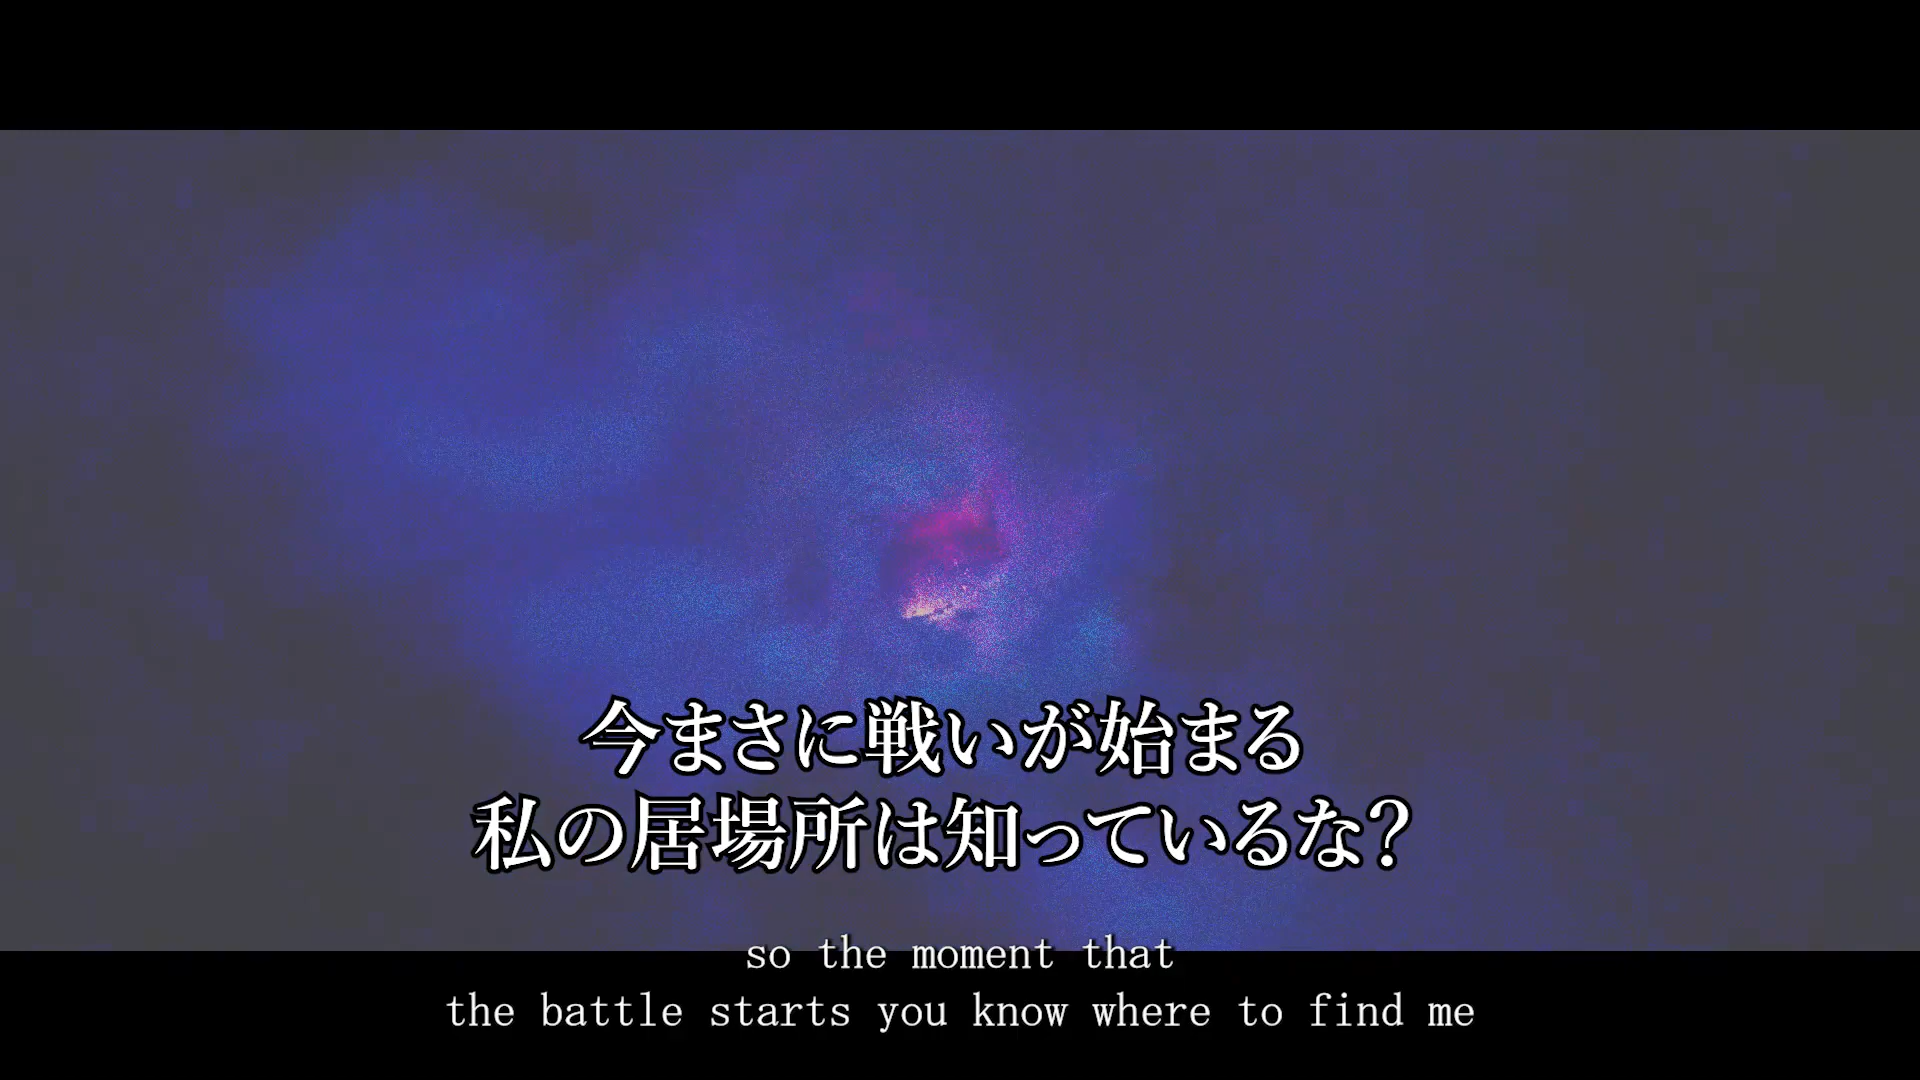 今まさに戦いが始まる
私の居場所は知っているな?
so the moment that
the battle starts you know where to find me